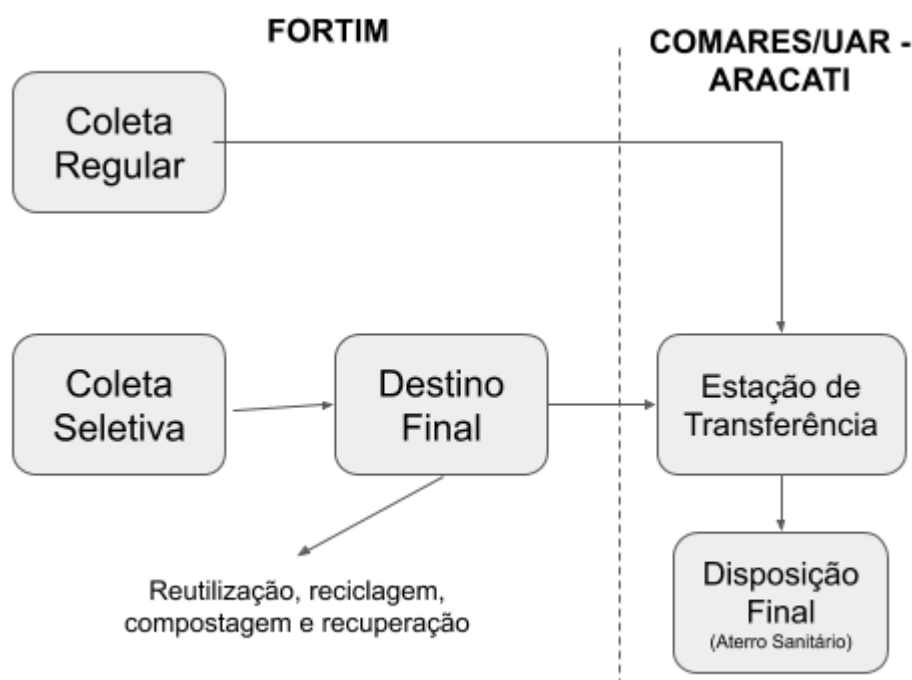 FORTIM
COMARES/UAR -
ARACATI
Coleta
Regular
Coleta
Seletiva
Destino
Final
Estação de
Transferência
Reutilização, reciclagem,
compostagem e recuperação
Disposição
Final
(Aterro Sanitário)